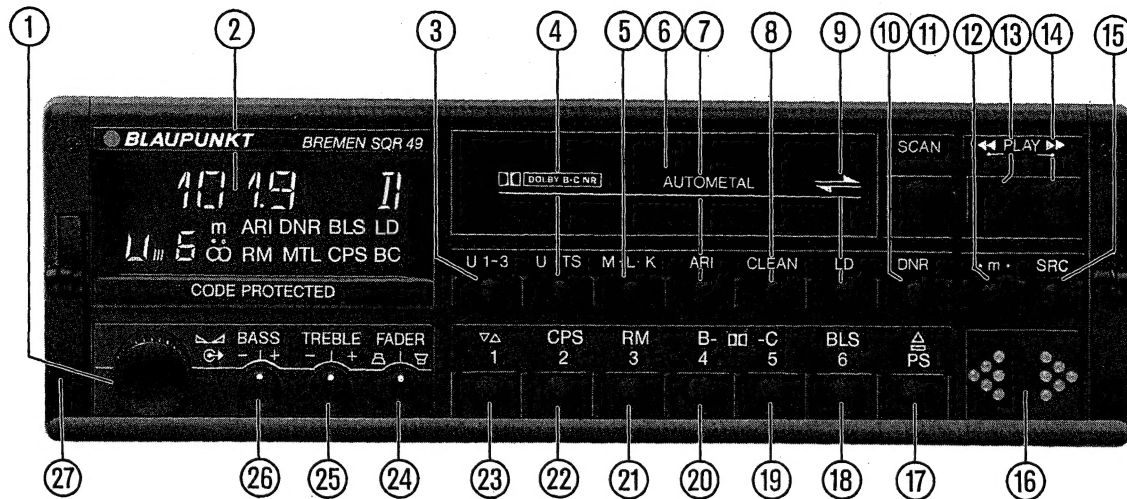 1 2 3 4 5 6 7 8 9 10 11 12 13 14 15
BLAUPUNKT BREMEN SQR 49
SCAN ◀◀ PLAY ▶▶
DOLBY B-C NR AUTOMETAL
101.9 D
m ARI DNR BLS LD
U 6 RM MTL CPS BC
U 1-3 U TS M·L·K ARI CLEAN LD DNR ·m· SRC
CODE PROTECTED
BASS TREBLE FADER
- + - +
▽△ CPS RM B- -C BLS △
1 2 3 4 5 6 PS
27 26 25 24 23 22 21 20 19 18 17 16